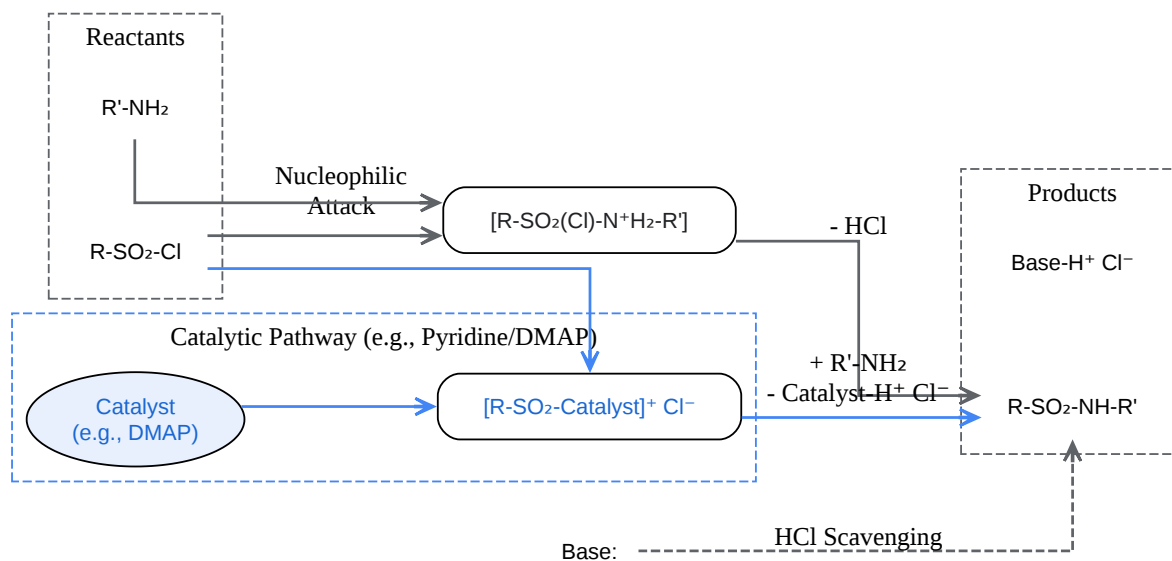 Reactants
R'-NH₂
R-SO₂-Cl
Nucleophilic
Attack
[R-SO₂(Cl)-N⁺H₂-R']
- HCl
Products
Base-H⁺ Cl⁻
R-SO₂-NH-R'
Catalytic Pathway (e.g., Pyridine/DMAP)
Catalyst
(e.g., DMAP)
[R-SO₂-Catalyst]⁺ Cl⁻
+ R'-NH₂
- Catalyst-H⁺ Cl⁻
Base:
HCl Scavenging